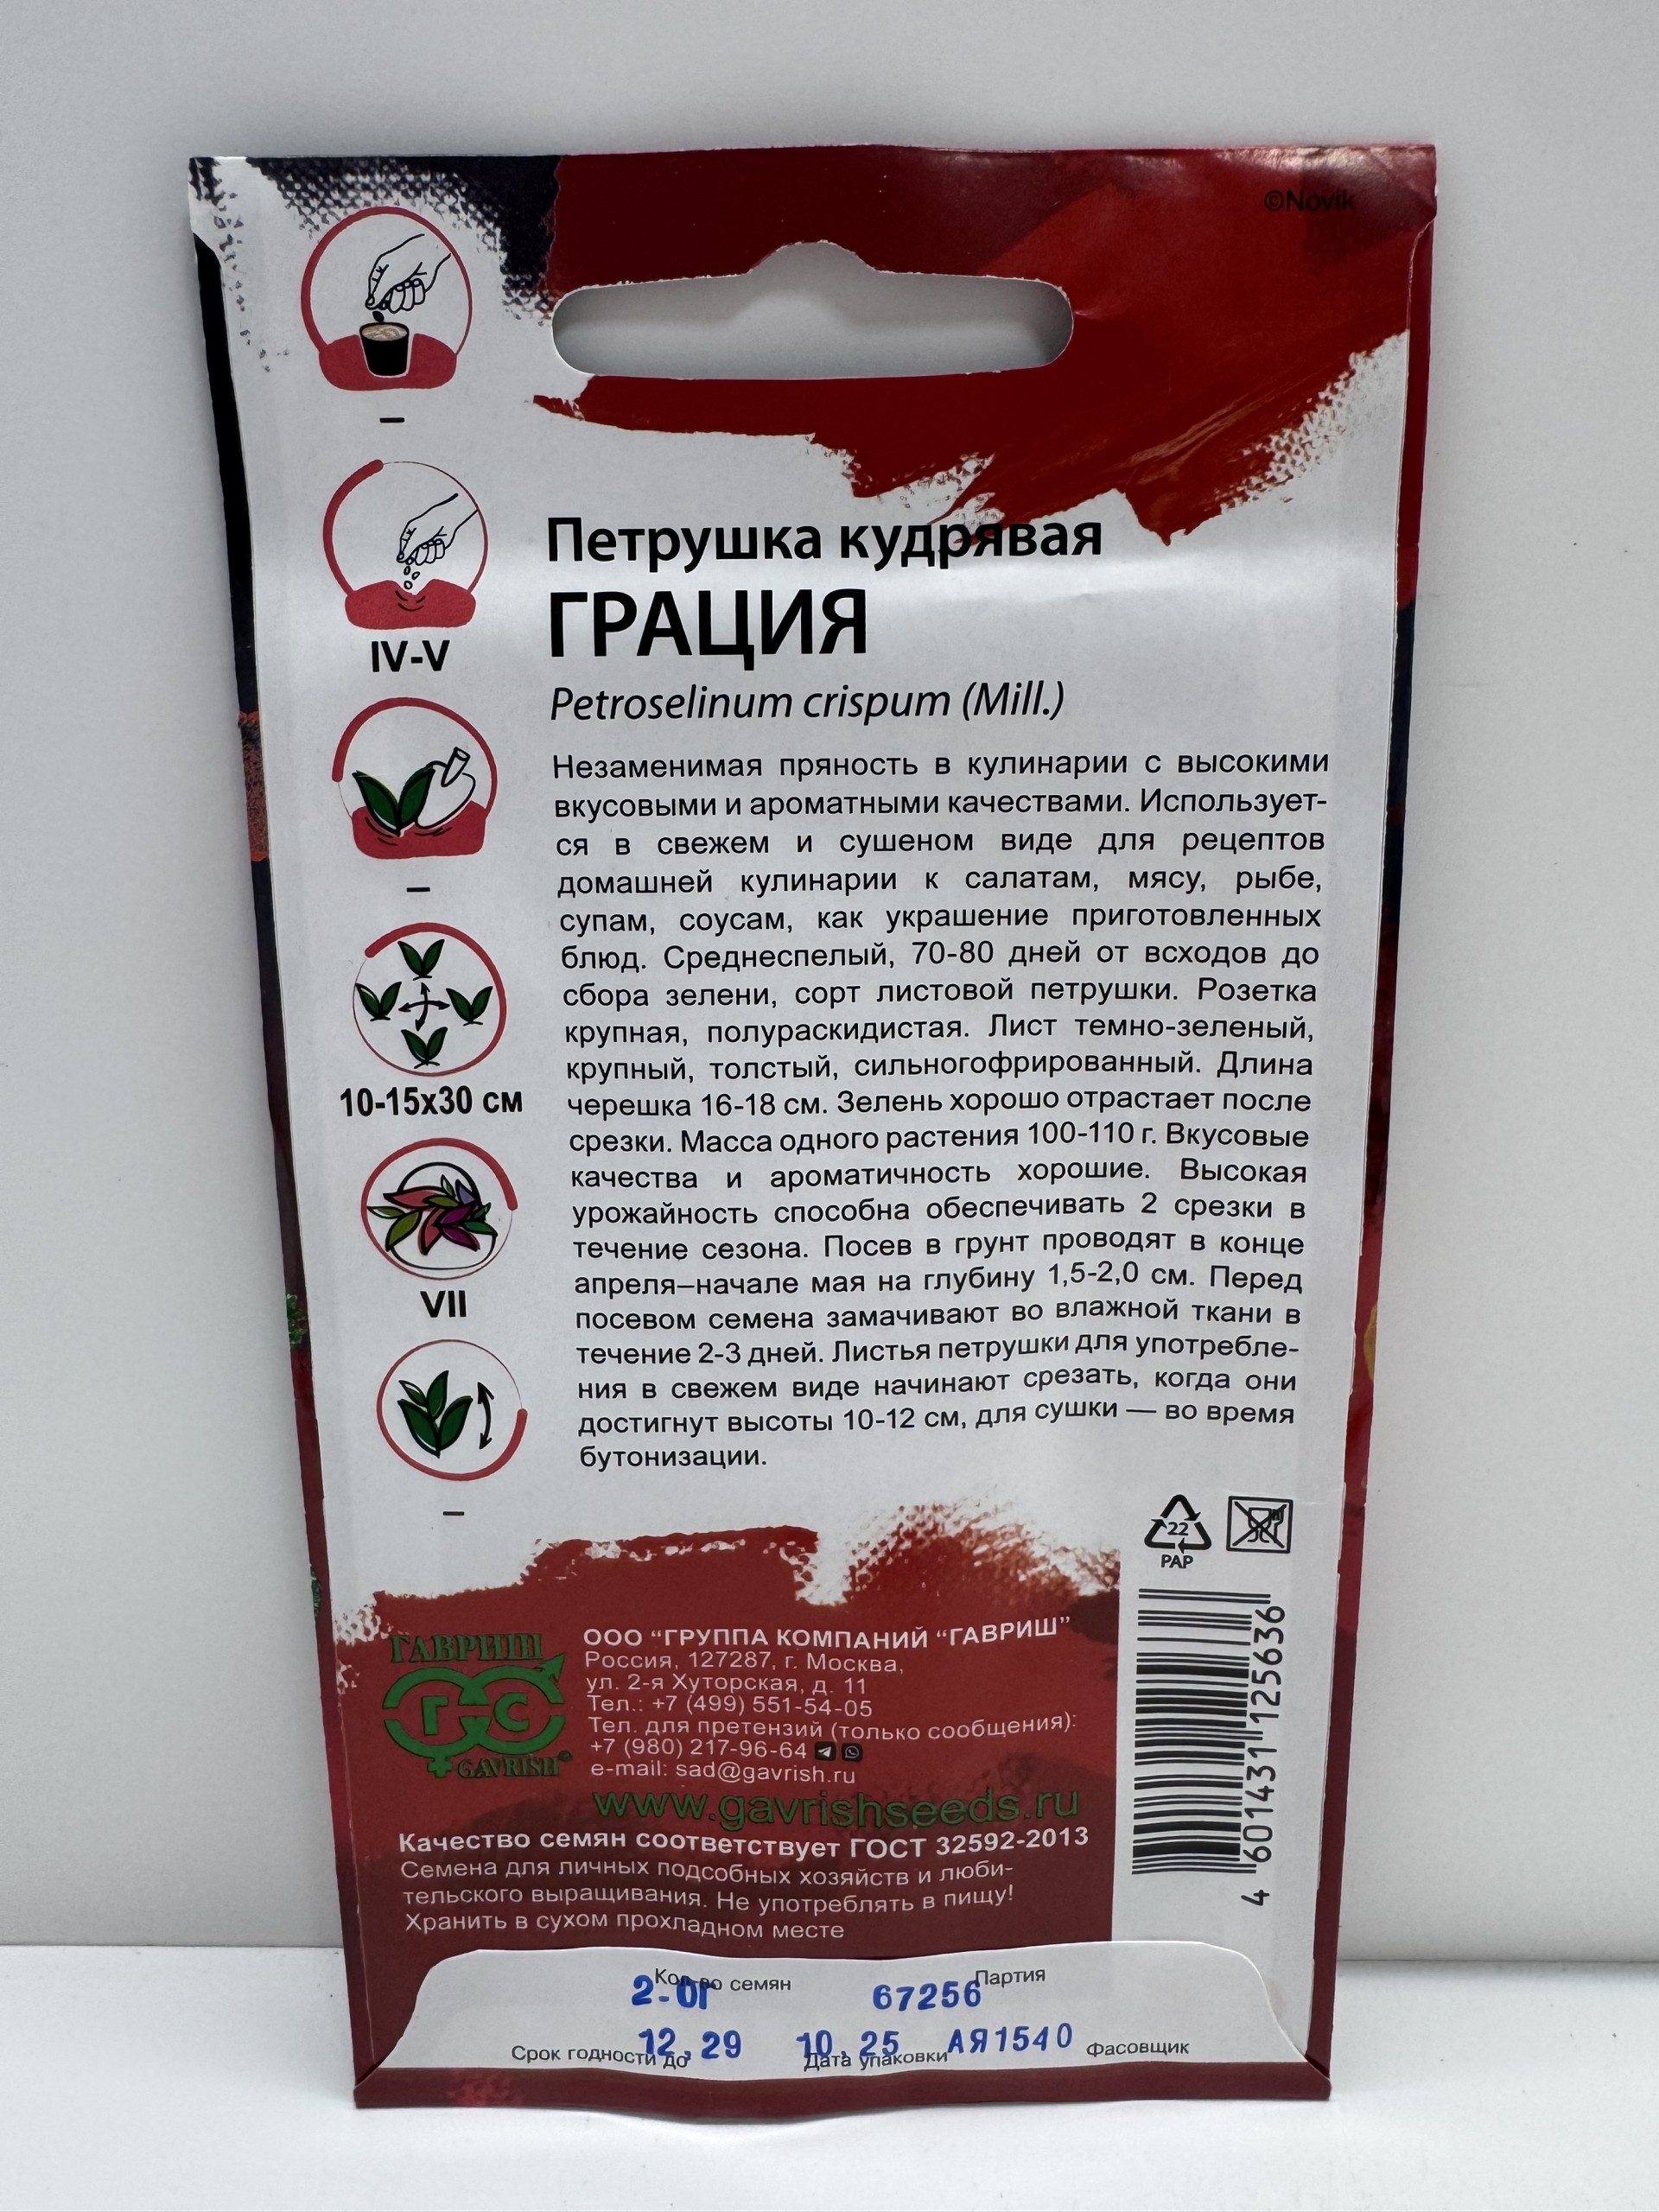 ©Novik
–
IV-V
–
10-15x30 см
VII
–
Петрушка кудрявая
ГРАЦИЯ
Petroselinum crispum (Mill.)
Незаменимая пряность в кулинарии с высокими
вкусовыми и ароматными качествами. Использует-
ся в свежем и сушеном виде для рецептов
домашней кулинарии к салатам, мясу, рыбе,
супам, соусам, как украшение приготовленных
блюд. Среднеспелый, 70-80 дней от всходов до
сбора зелени, сорт листовой петрушки. Розетка
крупная, полураскидистая. Лист темно-зеленый,
крупный, толстый, сильногофрированный. Длина
черешка 16-18 см. Зелень хорошо отрастает после
срезки. Масса одного растения 100-110 г. Вкусовые
качества и ароматичность хорошие. Высокая
урожайность способна обеспечивать 2 срезки в
течение сезона. Посев в грунт проводят в конце
апреля–начале мая на глубину 1,5-2,0 см. Перед
посевом семена замачивают во влажной ткани в
течение 2-3 дней. Листья петрушки для употребле-
ния в свежем виде начинают срезать, когда они
достигнут высоты 10-12 см, для сушки — во время
бутонизации.
22
PAP
ГАВРИШ
ГС
GAVRISH®
ООО “ГРУППА КОМПАНИЙ “ГАВРИШ”
Россия, 127287, г. Москва,
ул. 2-я Хуторская, д. 11
Тел.: +7 (499) 551-54-05
Тел. для претензий (только сообщения):
+7 (980) 217-96-64
e-mail: sad@gavrish.ru
www.gavrishseeds.ru
Качество семян соответствует ГОСТ 32592-2013
Семена для личных подсобных хозяйств и люби-
тельского выращивания. Не употреблять в пищу!
Хранить в сухом прохладном месте
4 601431 125636
Кол-во семян Партия
2-0г 67256
12,29 10,25 АЯ1540
Срок годности до Дата упаковки Фасовщик